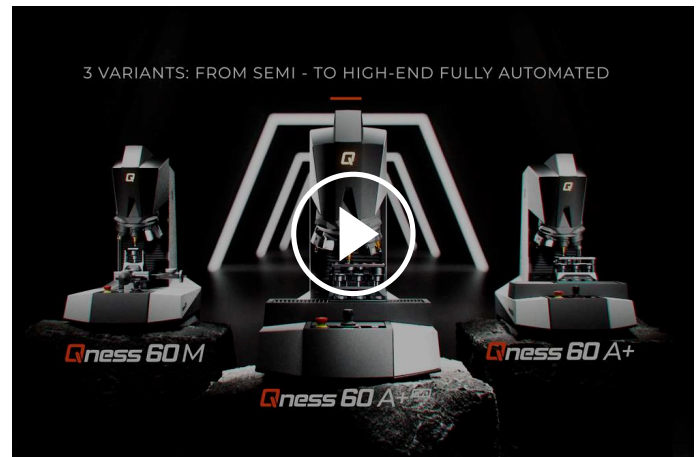 3 VARIANTS: FROM SEMI - TO HIGH-END FULLY AUTOMATED
Qness 60 M
Qness 60 A+
Qness 60 A+